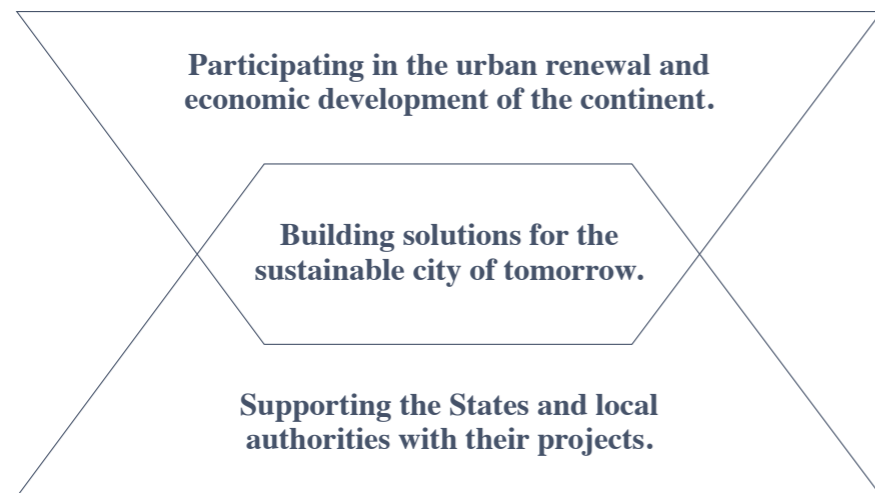 Participating in the urban renewal and
economic development of the continent.
Building solutions for the
sustainable city of tomorrow.
Supporting the States and local
authorities with their projects.